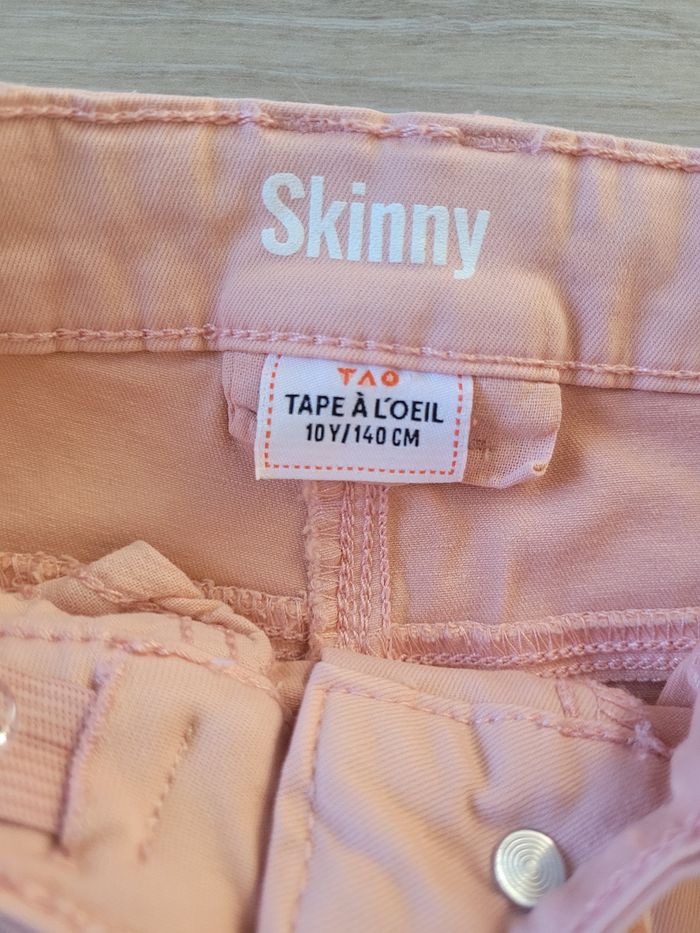 Skinny
TAO
TAPE À L'OEIL
10Y/140 CM